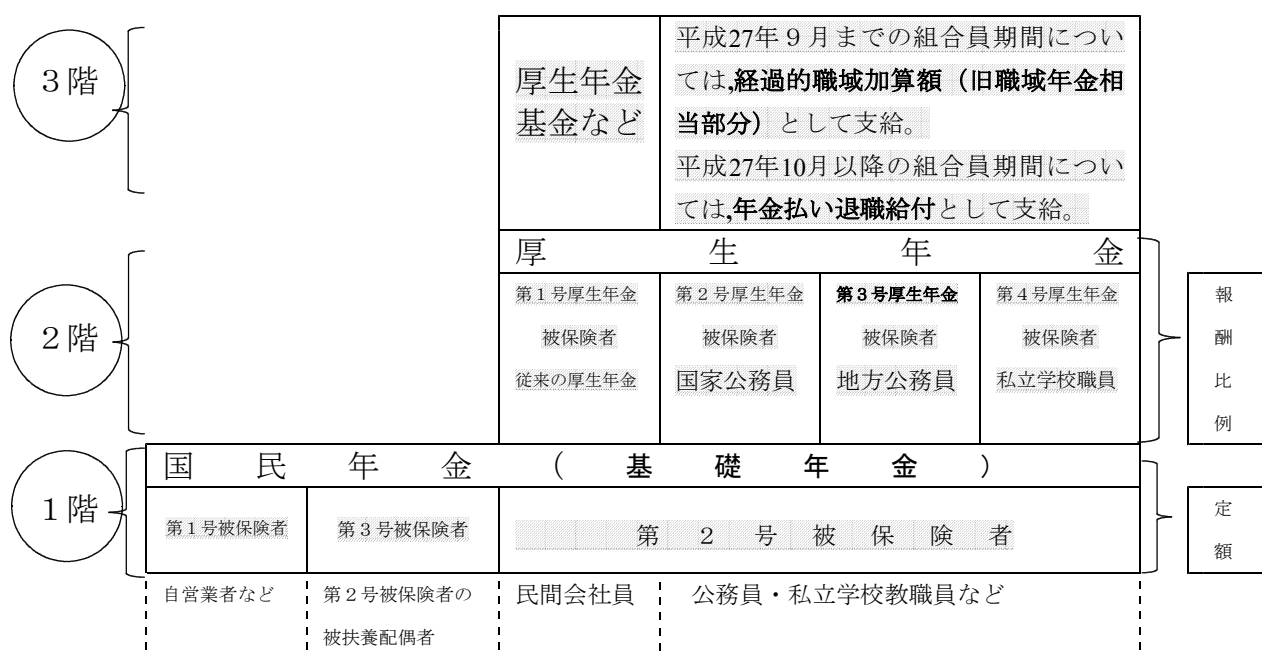 ３階
厚生年金
基金など
平成27年９月までの組合員期間につい
ては,経過的職域加算額（旧職域年金相
当部分）として支給。
平成27年10月以降の組合員期間につい
ては,年金払い退職給付として支給。
２階
厚生年金
第１号厚生年金
被保険者
従来の厚生年金
第２号厚生年金
被保険者
国家公務員
第３号厚生年金
被保険者
地方公務員
第４号厚生年金
被保険者
私立学校職員
報
酬
比
例
１階
国民年金（基礎年金）
第１号被保険者
第３号被保険者
第２号被保険者
定
額
自営業者など
第２号被保険者の
被扶養配偶者
民間会社員
公務員・私立学校教職員など